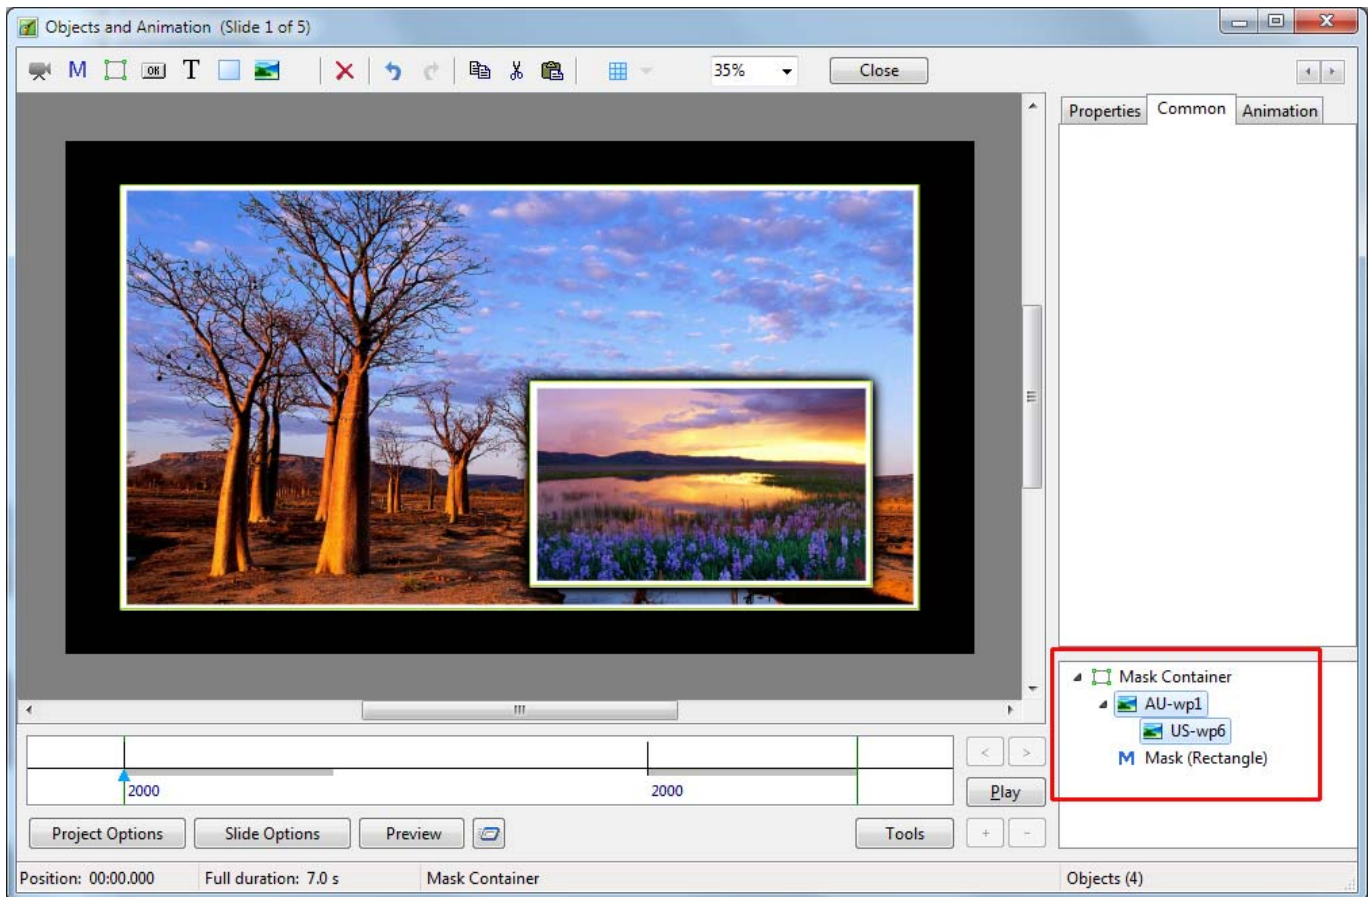 Objects and Animation (Slide 1 of 5)
M OK T 35% Close
Properties Common Animation
Mask Container
AU-wp1
US-wp6
M Mask (Rectangle)
< >
2000 2000
Play
Project Options Slide Options Preview Tools + -
Position: 00:00.000 Full duration: 7.0 s Mask Container Objects (4)